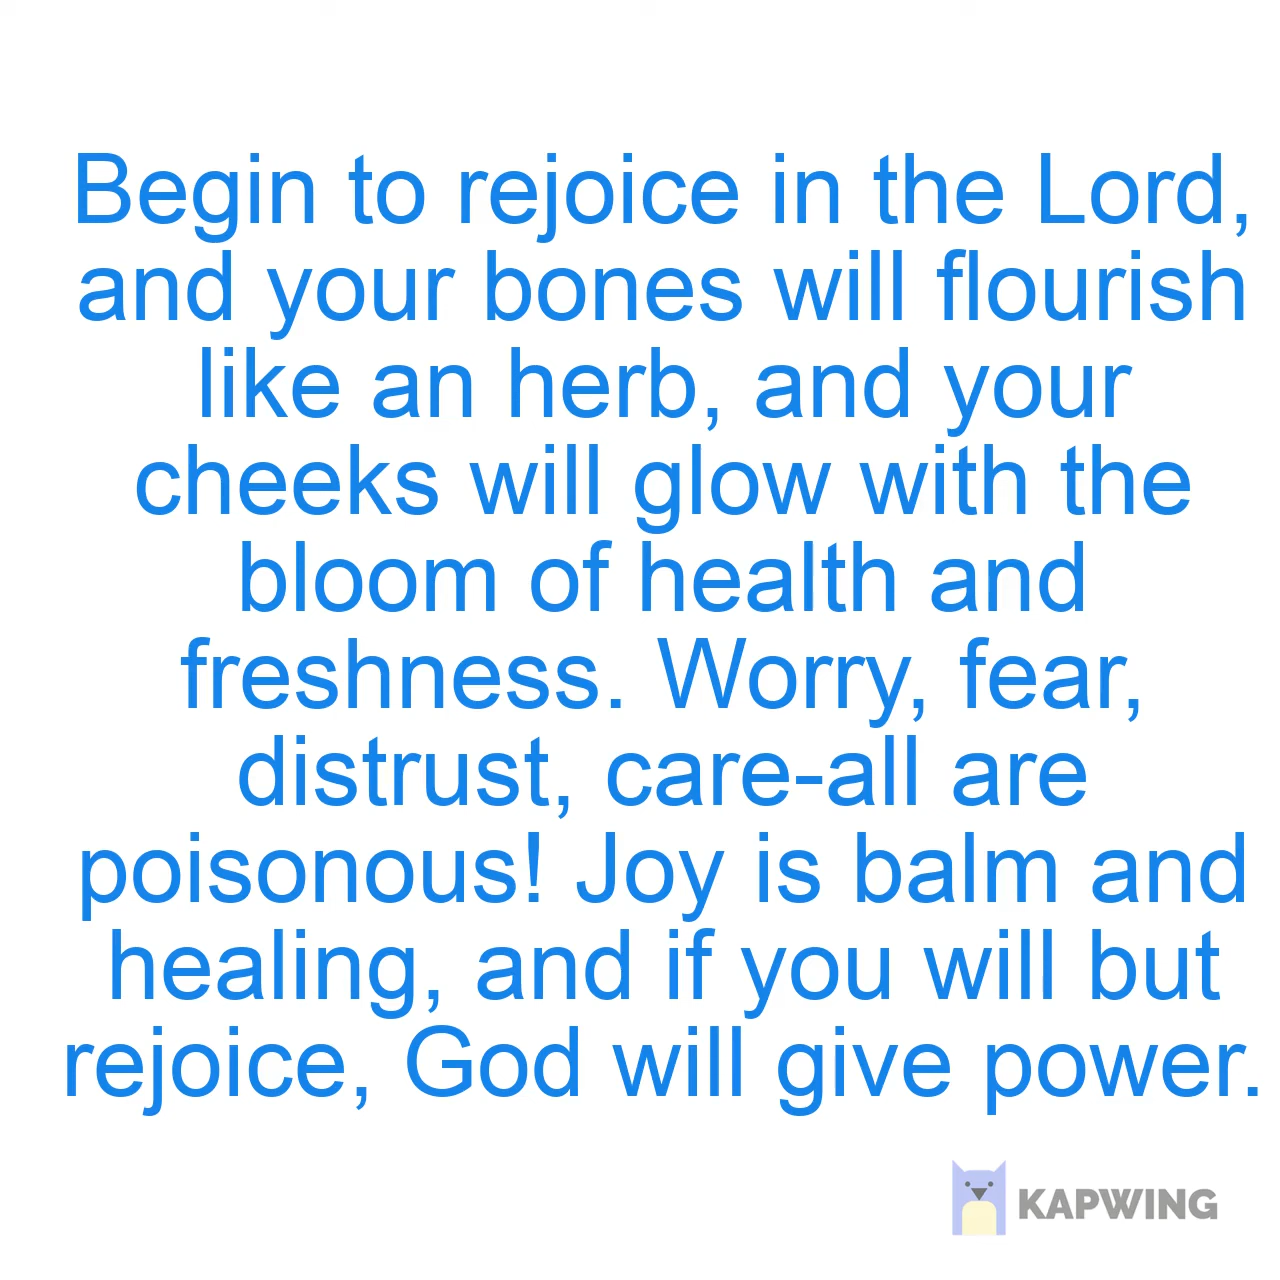 Begin to rejoice in the Lord,
and your bones will flourish
like an herb, and your
cheeks will glow with the
bloom of health and
freshness. Worry, fear,
distrust, care-all are
poisonous! Joy is balm and
healing, and if you will but
rejoice, God will give power.
KAPWING